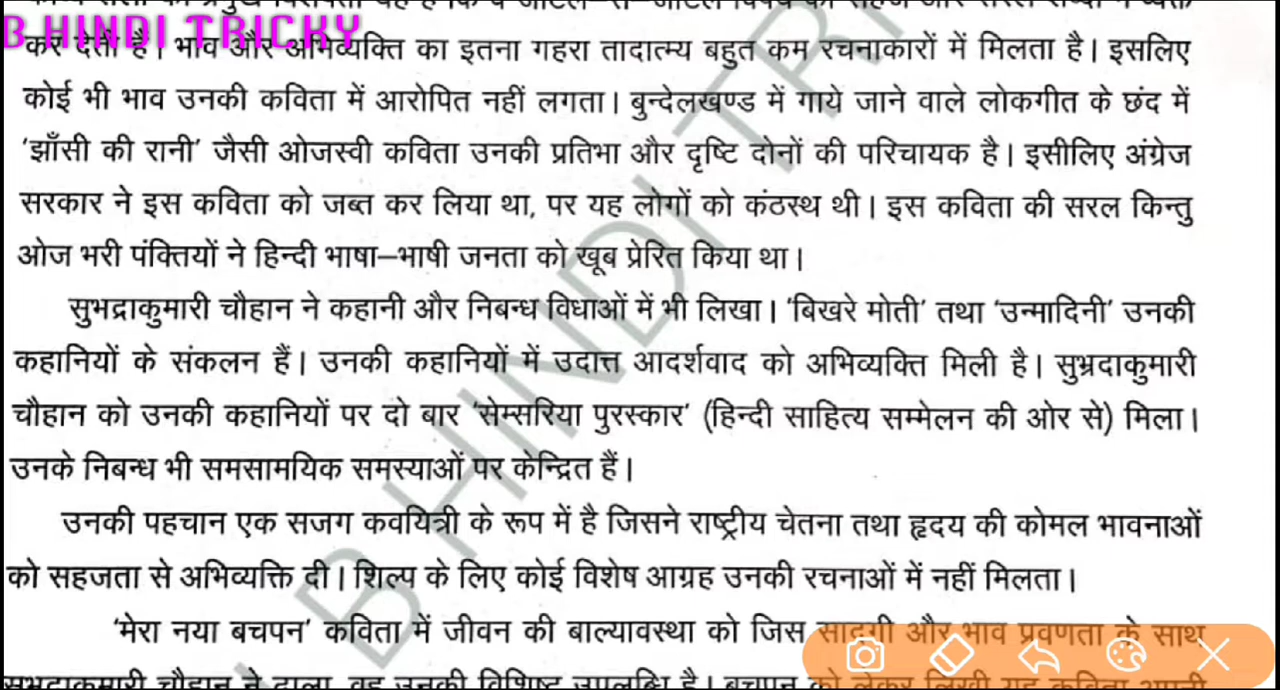 B HINDI TRICKY
कर देती है। भाव और अभिव्यक्ति का इतना गहरा तादात्म्य बहुत कम रचनाकारों में मिलता है। इसलिए
कोई भी भाव उनकी कविता में आरोपित नहीं लगता। बुन्देलखण्ड में गाये जाने वाले लोकगीत के छंद में
'झाँसी की रानी' जैसी ओजस्वी कविता उनकी प्रतिभा और दृष्टि दोनों की परिचायक है। इसीलिए अंग्रेज
सरकार ने इस कविता को जब्त कर लिया था, पर यह लोगों को कंठस्थ थी। इस कविता की सरल किन्तु
ओज भरी पंक्तियों ने हिन्दी भाषा–भाषी जनता को खूब प्रेरित किया था।
सुभद्राकुमारी चौहान ने कहानी और निबन्ध विधाओं में भी लिखा। 'बिखरे मोती' तथा 'उन्मादिनी' उनकी
कहानियों के संकलन हैं। उनकी कहानियों में उदात्त आदर्शवाद को अभिव्यक्ति मिली है। सुभ्रदाकुमारी
चौहान को उनकी कहानियों पर दो बार 'सेम्सरिया पुरस्कार' (हिन्दी साहित्य सम्मेलन की ओर से) मिला।
उनके निबन्ध भी समसामयिक समस्याओं पर केन्द्रित हैं।
उनकी पहचान एक सजग कवयित्री के रूप में है जिसने राष्ट्रीय चेतना तथा हृदय की कोमल भावनाओं
को सहजता से अभिव्यक्ति दी। शिल्प के लिए कोई विशेष आग्रह उनकी रचनाओं में नहीं मिलता।
'मेरा नया बचपन' कविता में जीवन की बाल्यावस्था को जिस सादगी और भाव प्रवणता के साथ
सुभद्राकुमारी चौहान ने ढाला, वह उनकी विशिष्ट उपलब्धि है। बचपन को लेकर लिखी यह कविता अपनी
B HINDI TRI